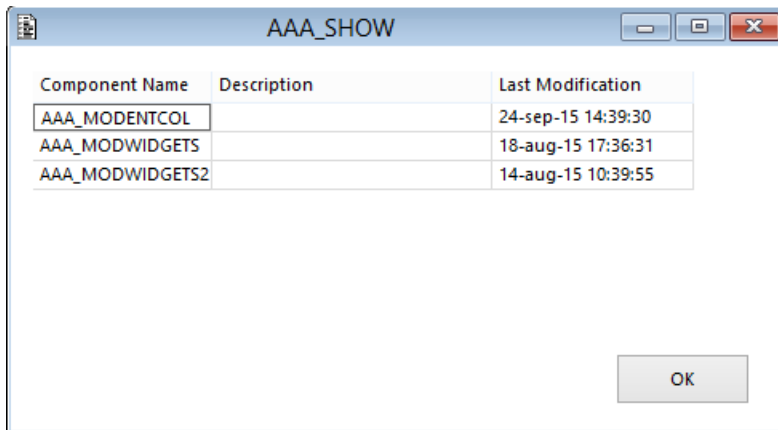 AAA_SHOW
Component Name Description Last Modification
AAA_MODENTCOL 24-sep-15 14:39:30
AAA_MODWIDGETS 18-aug-15 17:36:31
AAA_MODWIDGETS2 14-aug-15 10:39:55
OK